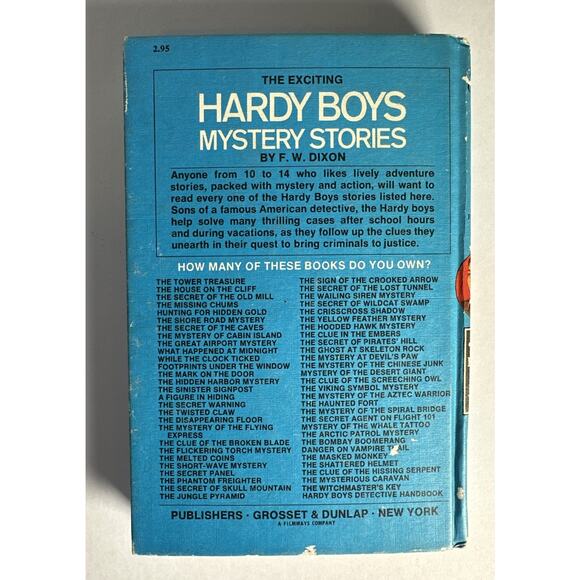 2.95
THE EXCITING
HARDY BOYS
MYSTERY STORIES
BY F. W. DIXON
Anyone from 10 to 14 who likes lively adventure
stories, packed with mystery and action, will want to
read every one of the Hardy Boys stories listed here.
Sons of a famous American detective, the Hardy boys
help solve many thrilling cases after school hours
and during vacations, as they follow up the clues they
unearth in their quest to bring criminals to justice.
HOW MANY OF THESE BOOKS DO YOU OWN?
THE TOWER TREASURE
THE HOUSE ON THE CLIFF
THE SECRET OF THE OLD MILL
THE MISSING CHUMS
HUNTING FOR HIDDEN GOLD
THE SHORE ROAD MYSTERY
THE SECRET OF THE CAVES
THE MYSTERY OF CABIN ISLAND
THE GREAT AIRPORT MYSTERY
WHAT HAPPENED AT MIDNIGHT
WHILE THE CLOCK TICKED
FOOTPRINTS UNDER THE WINDOW
THE MARK ON THE DOOR
THE HIDDEN HARBOR MYSTERY
THE SINISTER SIGNPOST
A FIGURE IN HIDING
THE SECRET WARNING
THE TWISTED CLAW
THE DISAPPEARING FLOOR
THE MYSTERY OF THE FLYING
EXPRESS
THE CLUE OF THE BROKEN BLADE
THE FLICKERING TORCH MYSTERY
THE MELTED COINS
THE SHORT-WAVE MYSTERY
THE SECRET PANEL
THE PHANTOM FREIGHTER
THE SECRET OF SKULL MOUNTAIN
THE JUNGLE PYRAMID
THE SIGN OF THE CROOKED ARROW
THE SECRET OF THE LOST TUNNEL
THE WAILING SIREN MYSTERY
THE SECRET OF WILDCAT SWAMP
THE CRISSCROSS SHADOW
THE YELLOW FEATHER MYSTERY
THE HOODED HAWK MYSTERY
THE CLUE IN THE EMBERS
THE SECRET OF PIRATES' HILL
THE GHOST AT SKELETON ROCK
THE MYSTERY AT DEVIL'S PAW
THE MYSTERY OF THE CHINESE JUNK
MYSTERY OF THE DESERT GIANT
THE CLUE OF THE SCREECHING OWL
THE VIKING SYMBOL MYSTERY
THE MYSTERY OF THE AZTEC WARRIOR
THE HAUNTED FORT
THE MYSTERY OF THE SPIRAL BRIDGE
THE SECRET AGENT ON FLIGHT 101
MYSTERY OF THE WHALE TATTOO
THE ARCTIC PATROL MYSTERY
THE BOMBAY BOOMERANG
DANGER ON VAMPIRE TRAIL
THE MASKED MONKEY
THE SHATTERED HELMET
THE CLUE OF THE HISSING SERPENT
THE MYSTERIOUS CARAVAN
THE WITCHMASTER'S KEY
HARDY BOYS DETECTIVE HANDBOOK
PUBLISHERS · GROSSET & DUNLAP · NEW YORK
A FILMWAYS COMPANY